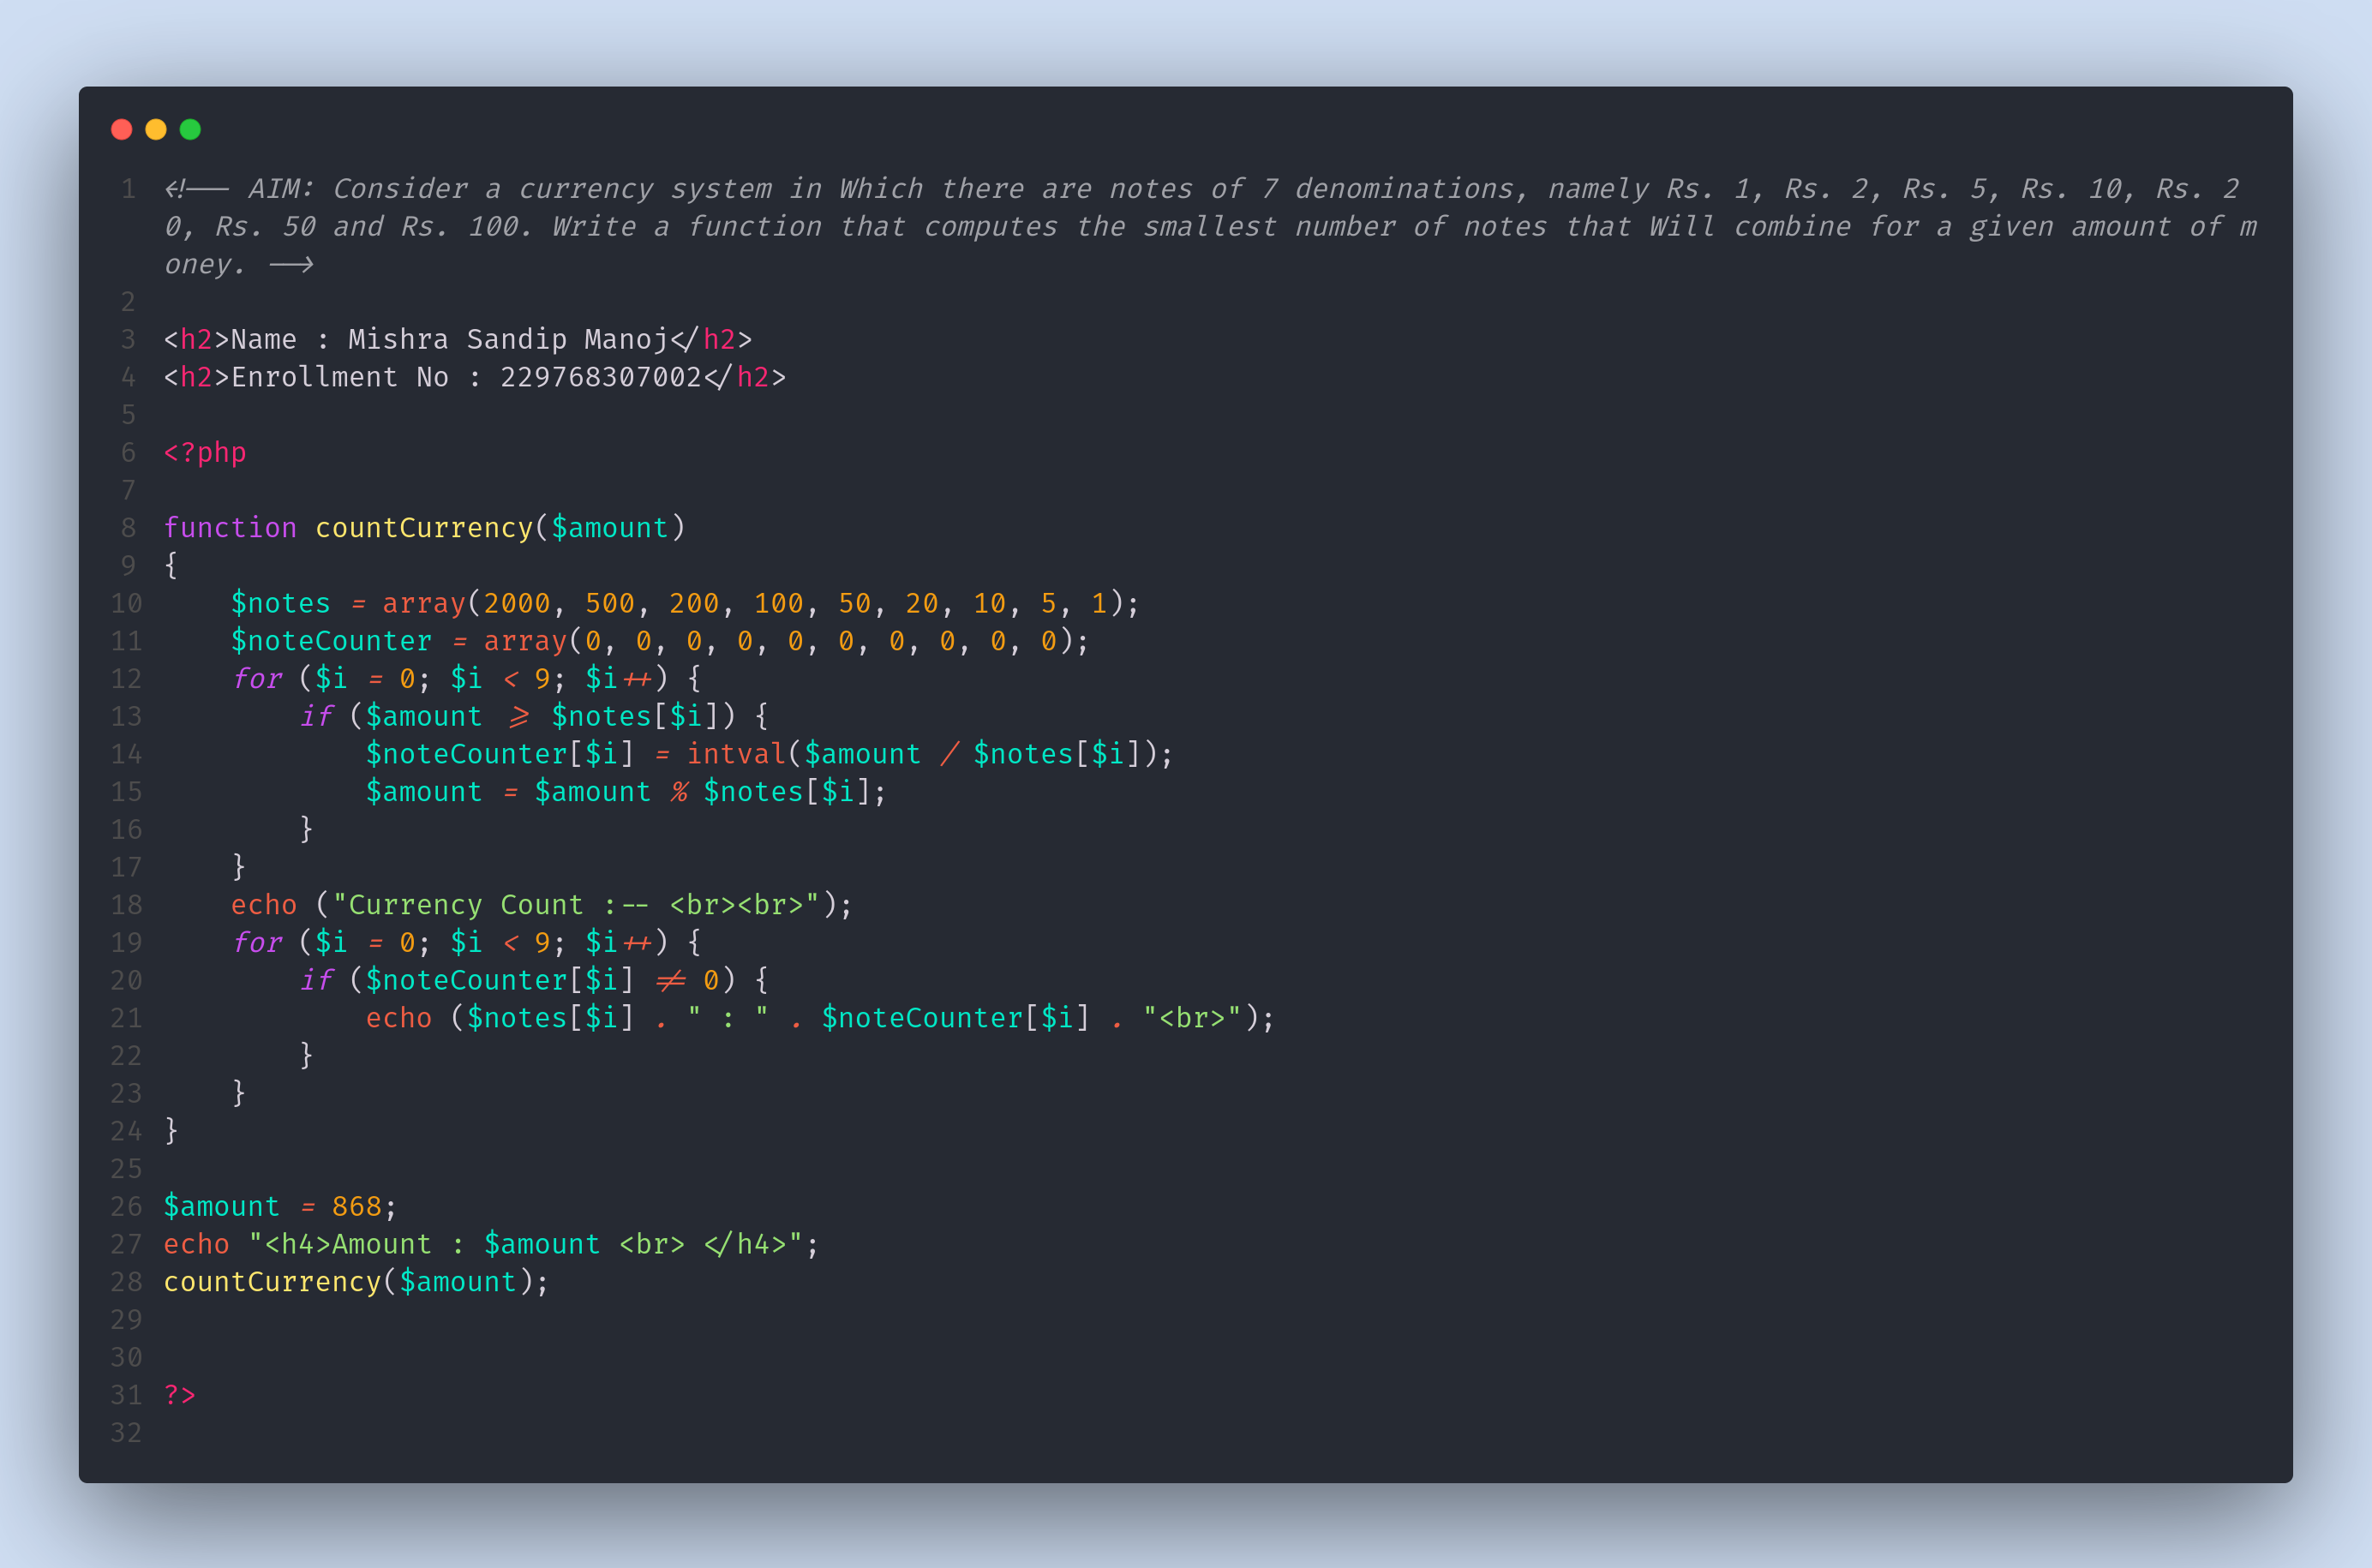 1 <!-- AIM: Consider a currency system in Which there are notes of 7 denominations, namely Rs. 1, Rs. 2, Rs. 5, Rs. 10, Rs. 2
0, Rs. 50 and Rs. 100. Write a function that computes the smallest number of notes that Will combine for a given amount of m
oney. -->
2
3 <h2>Name : Mishra Sandip Manoj</h2>
4 <h2>Enrollment No : 229768307002</h2>
5
6 <?php
7
8 function countCurrency($amount)
9 {
10     $notes = array(2000, 500, 200, 100, 50, 20, 10, 5, 1);
11     $noteCounter = array(0, 0, 0, 0, 0, 0, 0, 0, 0, 0);
12     for ($i = 0; $i < 9; $i++) {
13         if ($amount >= $notes[$i]) {
14             $noteCounter[$i] = intval($amount / $notes[$i]);
15             $amount = $amount % $notes[$i];
16         }
17     }
18     echo ("Currency Count :-- <br><br>");
19     for ($i = 0; $i < 9; $i++) {
20         if ($noteCounter[$i] != 0) {
21             echo ($notes[$i] . " : " . $noteCounter[$i] . "<br>");
22         }
23     }
24 }
25
26 $amount = 868;
27 echo "<h4>Amount : $amount <br> </h4>";
28 countCurrency($amount);
29
30
31 ?>
32